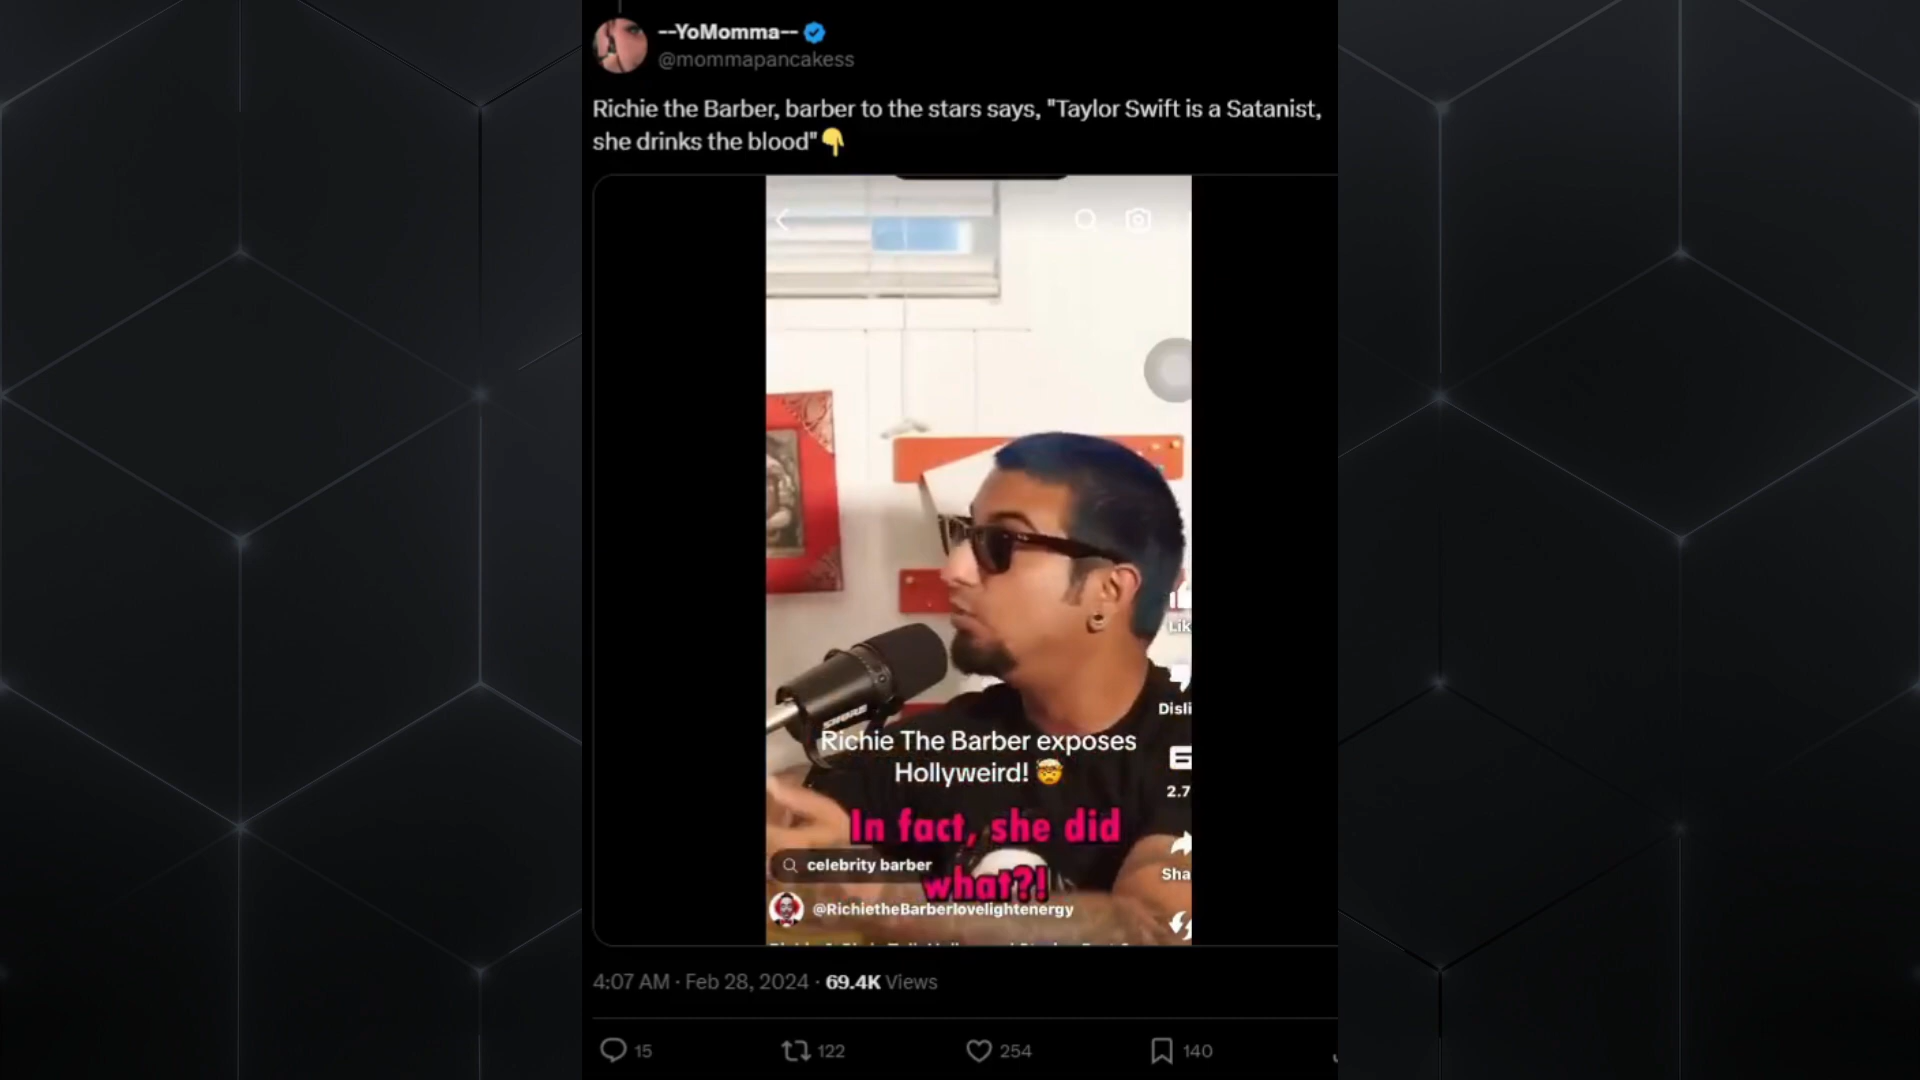 --YoMomma--
@mommapancakess
Richie the Barber, barber to the stars says, "Taylor Swift is a Satanist,
she drinks the blood"👇
SHURE
Lik
Disli
2.7
Sha
Richie The Barber exposes
Hollyweird! 🤯
In fact, she did
what?!
celebrity barber
@RichietheBarberlovelightenergy
4:07 AM · Feb 28, 2024 · 69.4K Views
15 122 254 140